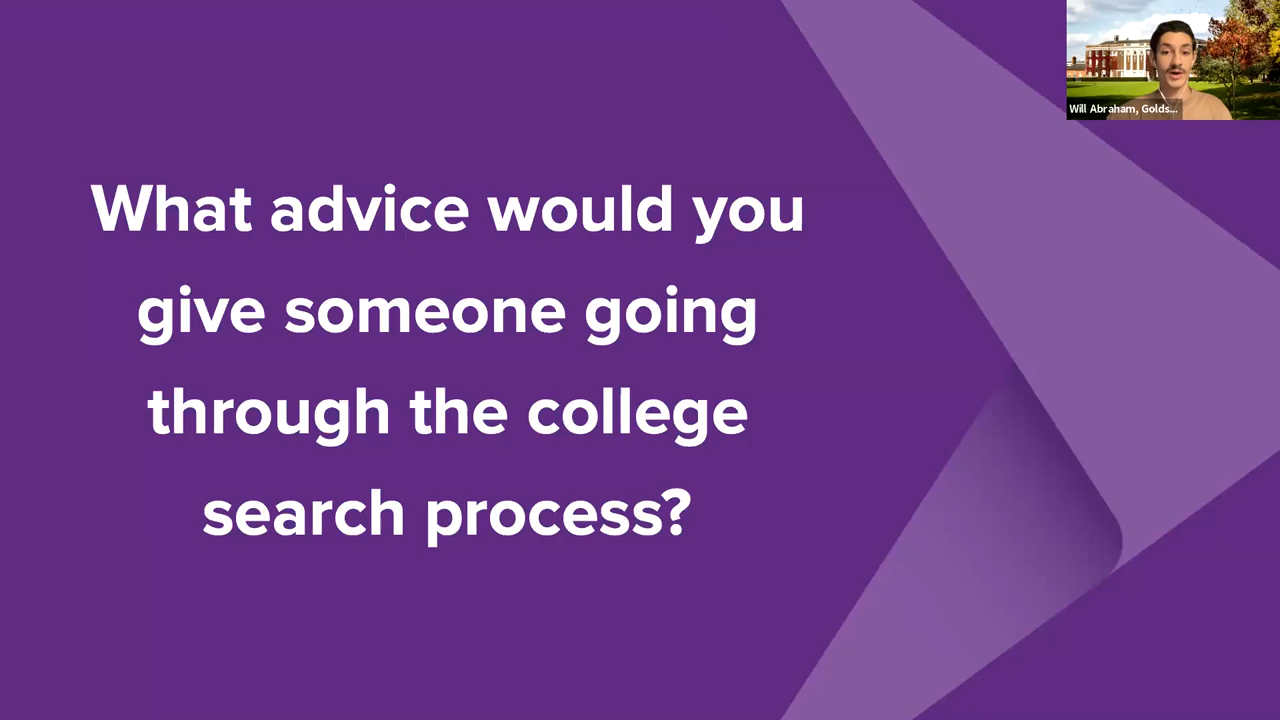 What advice would you
give someone going
through the college
search process?
Will Abraham, Golds...